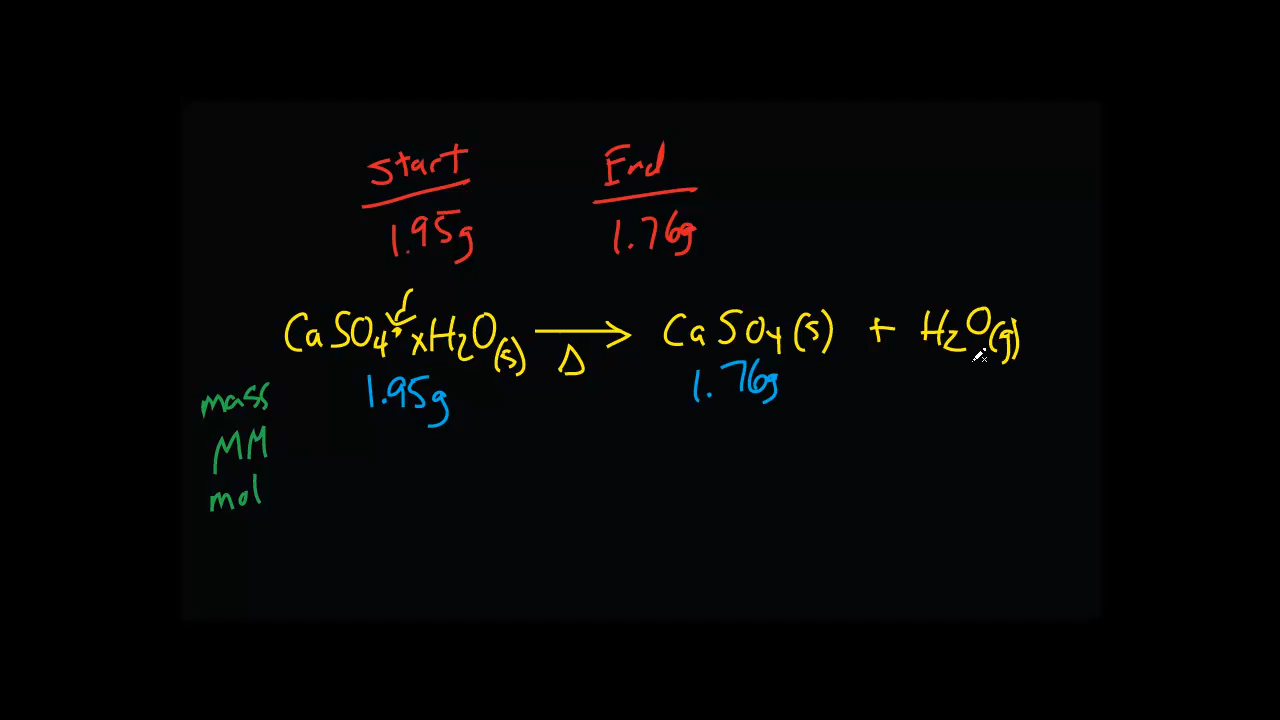 Start End
1.95g 1.76g
CaSO₄·xH₂O(s) →Δ CaSO₄(s) + H₂O(g)
mass 1.95g 1.76g
MM
mol